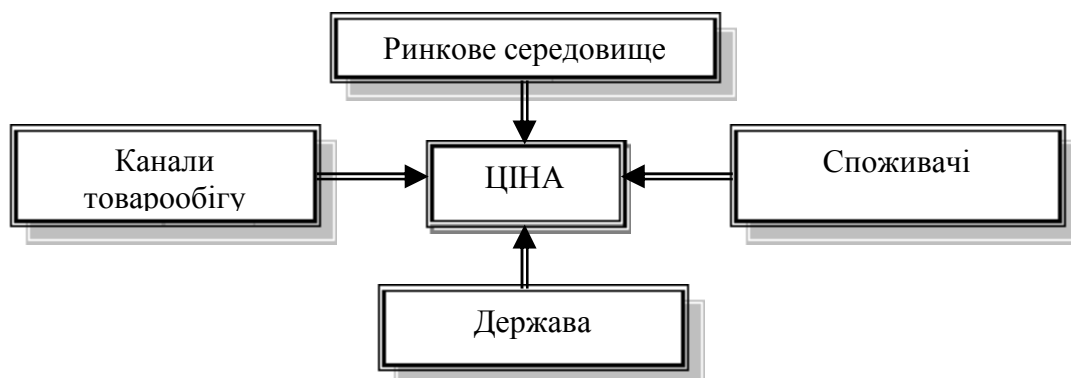 Ринкове середовище
Канали
товарообігу
ЦІНА
Споживачі
Держава